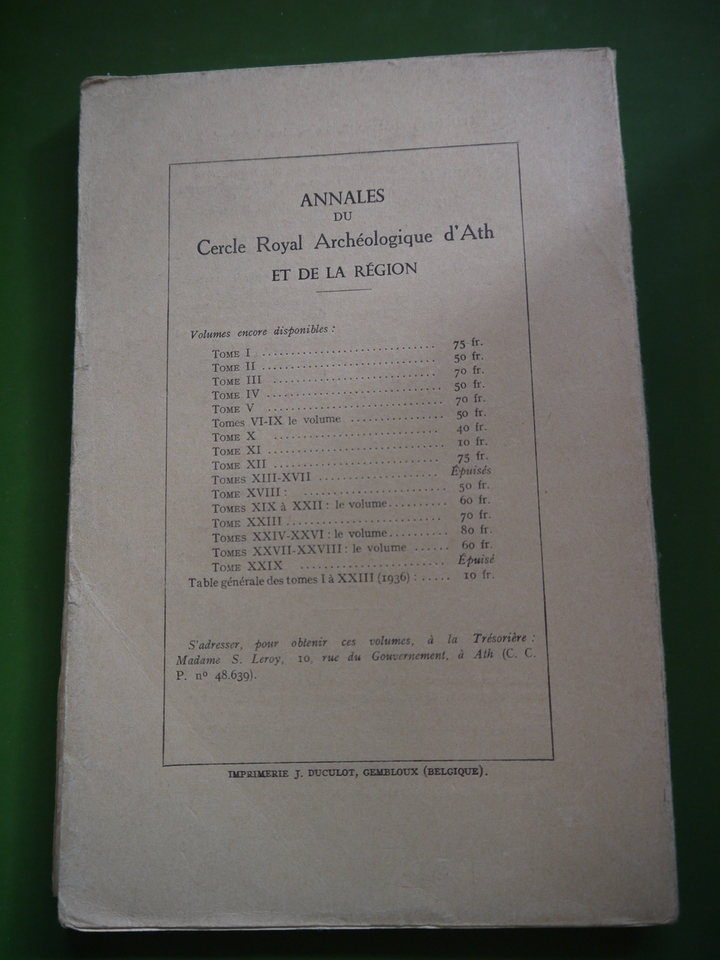 ANNALES
DU
Cercle Royal Archéologique d'Ath
ET DE LA RÉGION
Volumes encore disponibles :
TOME I .............................. 75 fr.
TOME II .............................. 50 fr.
TOME III .............................. 70 fr.
TOME IV .............................. 50 fr.
TOME V .............................. 70 fr.
Tomes VI-IX le volume ................ 50 fr.
TOME X .............................. 40 fr.
TOME XI .............................. 10 fr.
TOME XII .............................. 75 fr.
TOMES XIII-XVII .................... Épuisés
TOME XVIII : ........................ 50 fr.
TOMES XIX à XXII : le volume.......... 60 fr.
TOME XXIII .......................... 70 fr.
TOMES XXIV-XXVI : le volume.......... 80 fr.
TOMES XXVII-XXVIII : le volume ...... 60 fr.
TOME XXIX ........................ Épuisé
Table générale des tomes I à XXIII (1936) : ..... 10 fr.
S'adresser, pour obtenir ces volumes, à la Trésorière :
Madame S. Leroy, 10, rue du Gouvernement, à Ath (C. C.
P. nº 48.639).
IMPRIMERIE J. DUCULOT, GEMBLOUX (BELGIQUE).